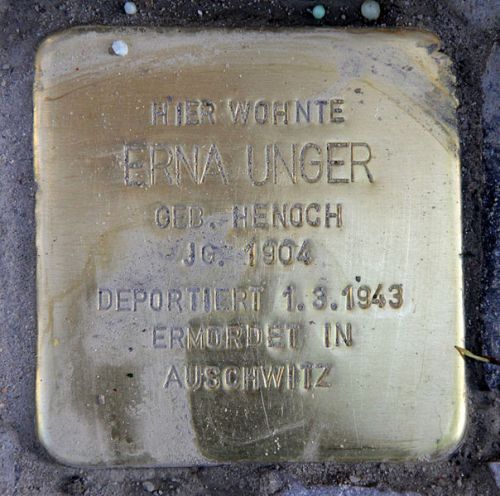 HIER WOHNTE
ERNA UNGER
GEB. HENOCH
JG. 1904
DEPORTIERT 1.3.1943
ERMORDET IN
AUSCHWITZ